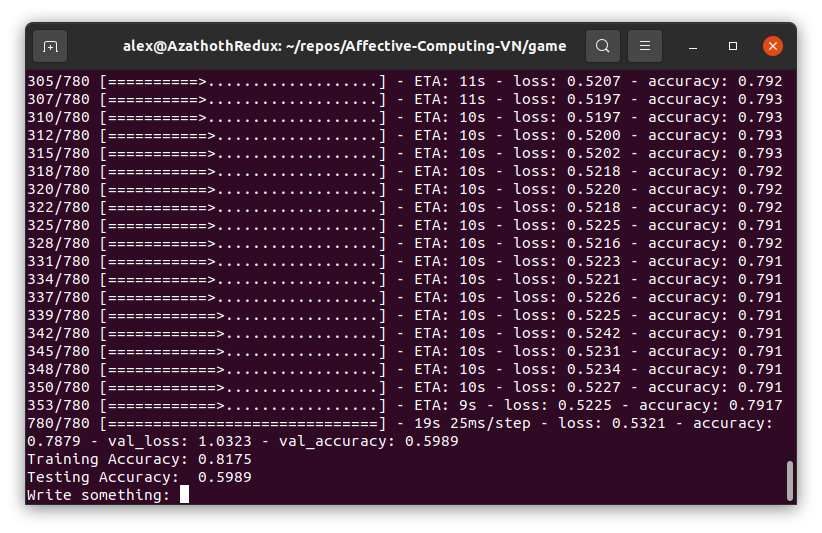 alex@AzathothRedux: ~/repos/Affective-Computing-VN/game
305/780 [==========>...................] - ETA: 11s - loss: 0.5207 - accuracy: 0.792
307/780 [==========>...................] - ETA: 11s - loss: 0.5197 - accuracy: 0.793
310/780 [==========>...................] - ETA: 10s - loss: 0.5197 - accuracy: 0.793
312/780 [===========>..................] - ETA: 10s - loss: 0.5200 - accuracy: 0.793
315/780 [===========>..................] - ETA: 10s - loss: 0.5202 - accuracy: 0.793
318/780 [===========>..................] - ETA: 10s - loss: 0.5218 - accuracy: 0.792
320/780 [===========>..................] - ETA: 10s - loss: 0.5220 - accuracy: 0.792
322/780 [===========>..................] - ETA: 10s - loss: 0.5218 - accuracy: 0.792
325/780 [===========>..................] - ETA: 10s - loss: 0.5225 - accuracy: 0.791
328/780 [===========>..................] - ETA: 10s - loss: 0.5216 - accuracy: 0.792
331/780 [===========>..................] - ETA: 10s - loss: 0.5223 - accuracy: 0.791
334/780 [===========>..................] - ETA: 10s - loss: 0.5221 - accuracy: 0.791
337/780 [===========>..................] - ETA: 10s - loss: 0.5226 - accuracy: 0.791
339/780 [============>.................] - ETA: 10s - loss: 0.5225 - accuracy: 0.791
342/780 [============>.................] - ETA: 10s - loss: 0.5242 - accuracy: 0.791
345/780 [============>.................] - ETA: 10s - loss: 0.5231 - accuracy: 0.791
348/780 [============>.................] - ETA: 10s - loss: 0.5234 - accuracy: 0.791
350/780 [============>.................] - ETA: 10s - loss: 0.5227 - accuracy: 0.791
353/780 [============>.................] - ETA: 9s - loss: 0.5225 - accuracy: 0.7917
780/780 [==============================] - 19s 25ms/step - loss: 0.5321 - accuracy:
0.7879 - val_loss: 1.0323 - val_accuracy: 0.5989
Training Accuracy: 0.8175
Testing Accuracy:  0.5989
Write something: